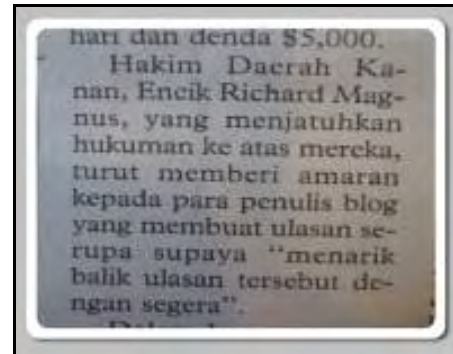 hari dan denda $5,000.
Hakim Daerah Ka-
nan, Encik Richard Mag-
nus, yang menjatuhkan
hukuman ke atas mereka,
turut memberi amaran
kepada para penulis blog
yang membuat ulasan se-
rupa supaya “menarik
balik ulasan tersebut de-
ngan segera”.